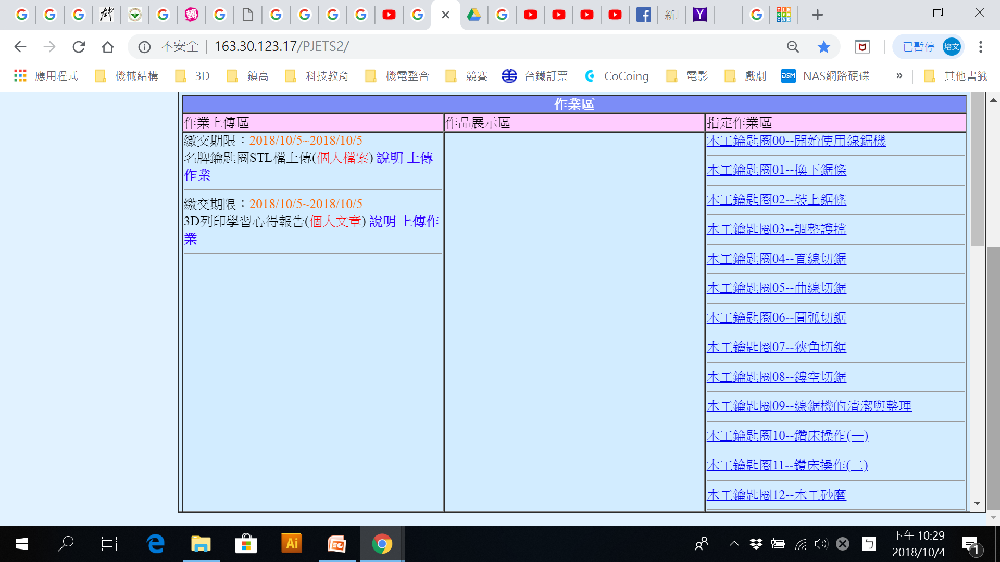 新
不安全 163.30.123.17/PJETS2/ 已暫停 培文
應用程式 機械結構 3D 鎮高 科技教育 機電整合 競賽 台鐵訂票 CoCoing 電影 戲劇 DSM NAS網路硬碟 » 其他書籤
作業區
作業上傳區 作品展示區 指定作業區
繳交期限：2018/10/5~2018/10/5
名牌鑰匙圈STL檔上傳(個人檔案) 說明 上傳
作業
繳交期限：2018/10/5~2018/10/5
3D列印學習心得報告(個人文章) 說明 上傳作
業
木工鑰匙圈00--開始使用線鋸機
木工鑰匙圈01--換下鋸條
木工鑰匙圈02--裝上鋸條
木工鑰匙圈03--調整護擋
木工鑰匙圈04--直線切鋸
木工鑰匙圈05--曲線切鋸
木工鑰匙圈06--圓弧切鋸
木工鑰匙圈07--狹角切鋸
木工鑰匙圈08--鏤空切鋸
木工鑰匙圈09--線鋸機的清潔與整理
木工鑰匙圈10--鑽床操作(一)
木工鑰匙圈11--鑽床操作(二)
木工鑰匙圈12--木工砂磨
Ai
ㄅ
下午 10:29
2018/10/4
1